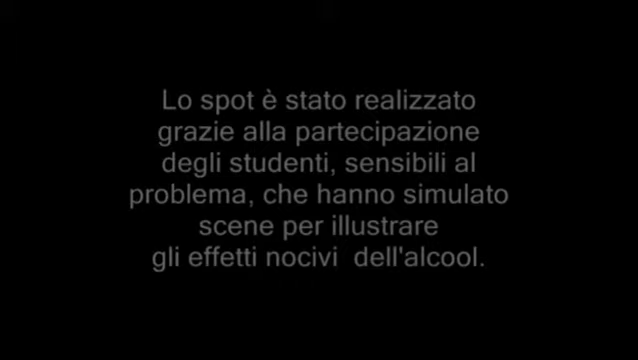 Lo spot è stato realizzato
grazie alla partecipazione
degli studenti, sensibili al
problema, che hanno simulato
scene per illustrare
gli effetti nocivi  dell'alcool.